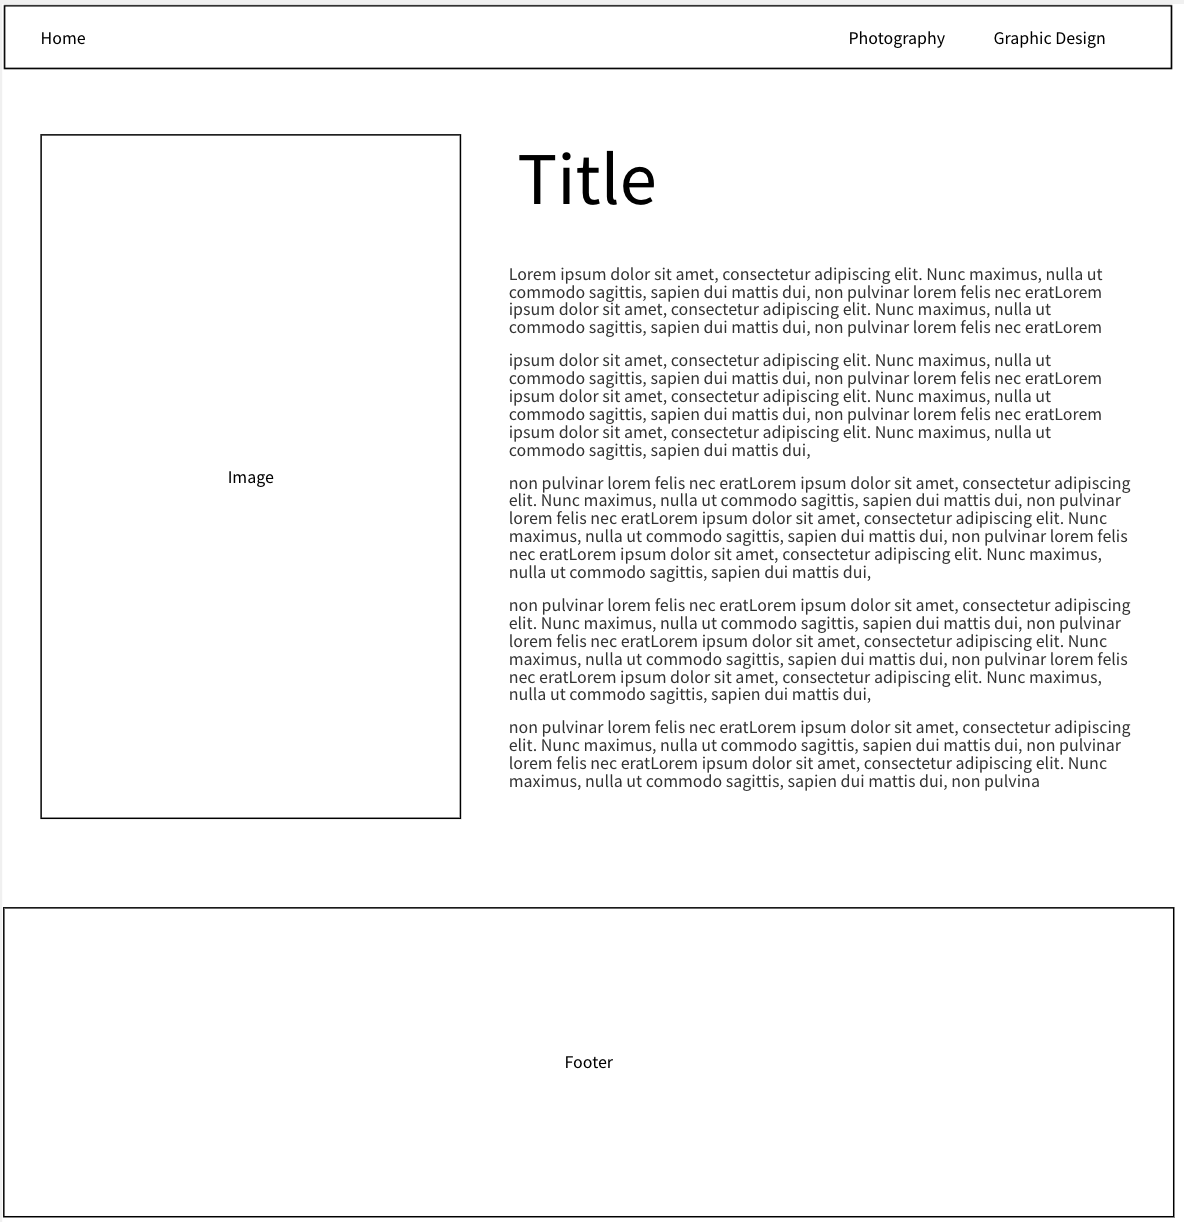 Home
Photography
Graphic Design
Image
Title
Lorem ipsum dolor sit amet, consectetur adipiscing elit. Nunc maximus, nulla ut
commodo sagittis, sapien dui mattis dui, non pulvinar lorem felis nec eratLorem
ipsum dolor sit amet, consectetur adipiscing elit. Nunc maximus, nulla ut
commodo sagittis, sapien dui mattis dui, non pulvinar lorem felis nec eratLorem
ipsum dolor sit amet, consectetur adipiscing elit. Nunc maximus, nulla ut
commodo sagittis, sapien dui mattis dui, non pulvinar lorem felis nec eratLorem
ipsum dolor sit amet, consectetur adipiscing elit. Nunc maximus, nulla ut
commodo sagittis, sapien dui mattis dui, non pulvinar lorem felis nec eratLorem
ipsum dolor sit amet, consectetur adipiscing elit. Nunc maximus, nulla ut
commodo sagittis, sapien dui mattis dui,
non pulvinar lorem felis nec eratLorem ipsum dolor sit amet, consectetur adipiscing
elit. Nunc maximus, nulla ut commodo sagittis, sapien dui mattis dui, non pulvinar
lorem felis nec eratLorem ipsum dolor sit amet, consectetur adipiscing elit. Nunc
maximus, nulla ut commodo sagittis, sapien dui mattis dui, non pulvinar lorem felis
nec eratLorem ipsum dolor sit amet, consectetur adipiscing elit. Nunc maximus,
nulla ut commodo sagittis, sapien dui mattis dui,
non pulvinar lorem felis nec eratLorem ipsum dolor sit amet, consectetur adipiscing
elit. Nunc maximus, nulla ut commodo sagittis, sapien dui mattis dui, non pulvinar
lorem felis nec eratLorem ipsum dolor sit amet, consectetur adipiscing elit. Nunc
maximus, nulla ut commodo sagittis, sapien dui mattis dui, non pulvinar lorem felis
nec eratLorem ipsum dolor sit amet, consectetur adipiscing elit. Nunc maximus,
nulla ut commodo sagittis, sapien dui mattis dui,
non pulvinar lorem felis nec eratLorem ipsum dolor sit amet, consectetur adipiscing
elit. Nunc maximus, nulla ut commodo sagittis, sapien dui mattis dui, non pulvinar
lorem felis nec eratLorem ipsum dolor sit amet, consectetur adipiscing elit. Nunc
maximus, nulla ut commodo sagittis, sapien dui mattis dui, non pulvina
Footer